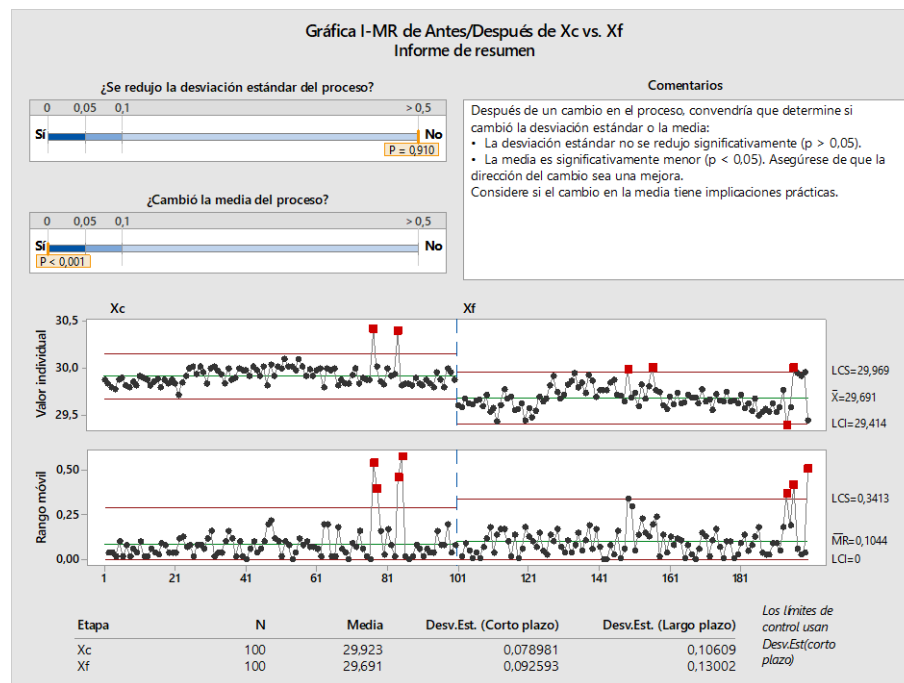 Gráfica I-MR de Antes/Después de Xc vs. Xf
Informe de resumen
¿Se redujo la desviación estándar del proceso?
0 0,05 0,1 > 0,5
Sí No
P = 0,910
¿Cambió la media del proceso?
0 0,05 0,1 > 0,5
Sí No
P < 0,001
Comentarios
Después de un cambio en el proceso, convendría que determine si
cambió la desviación estándar o la media:
• La desviación estándar no se redujo significativamente (p > 0,05).
• La media es significativamente menor (p < 0,05). Asegúrese de que la
dirección del cambio sea una mejora.
Considere si el cambio en la media tiene implicaciones prácticas.
Xc Xf
Valor individual
30,5
30,0
29,5
LCS=29,969
X̅=29,691
LCI=29,414
Rango móvil
0,50
0,25
0,00
LCS=0,3413
M̅R̅=0,1044
LCI=0
1 21 41 61 81 101 121 141 161 181
Etapa N Media Desv.Est. (Corto plazo) Desv.Est. (Largo plazo)
Xc 100 29,923 0,078981 0,10609
Xf 100 29,691 0,092593 0,13002
Los límites de
control usan
Desv.Est(corto
plazo)